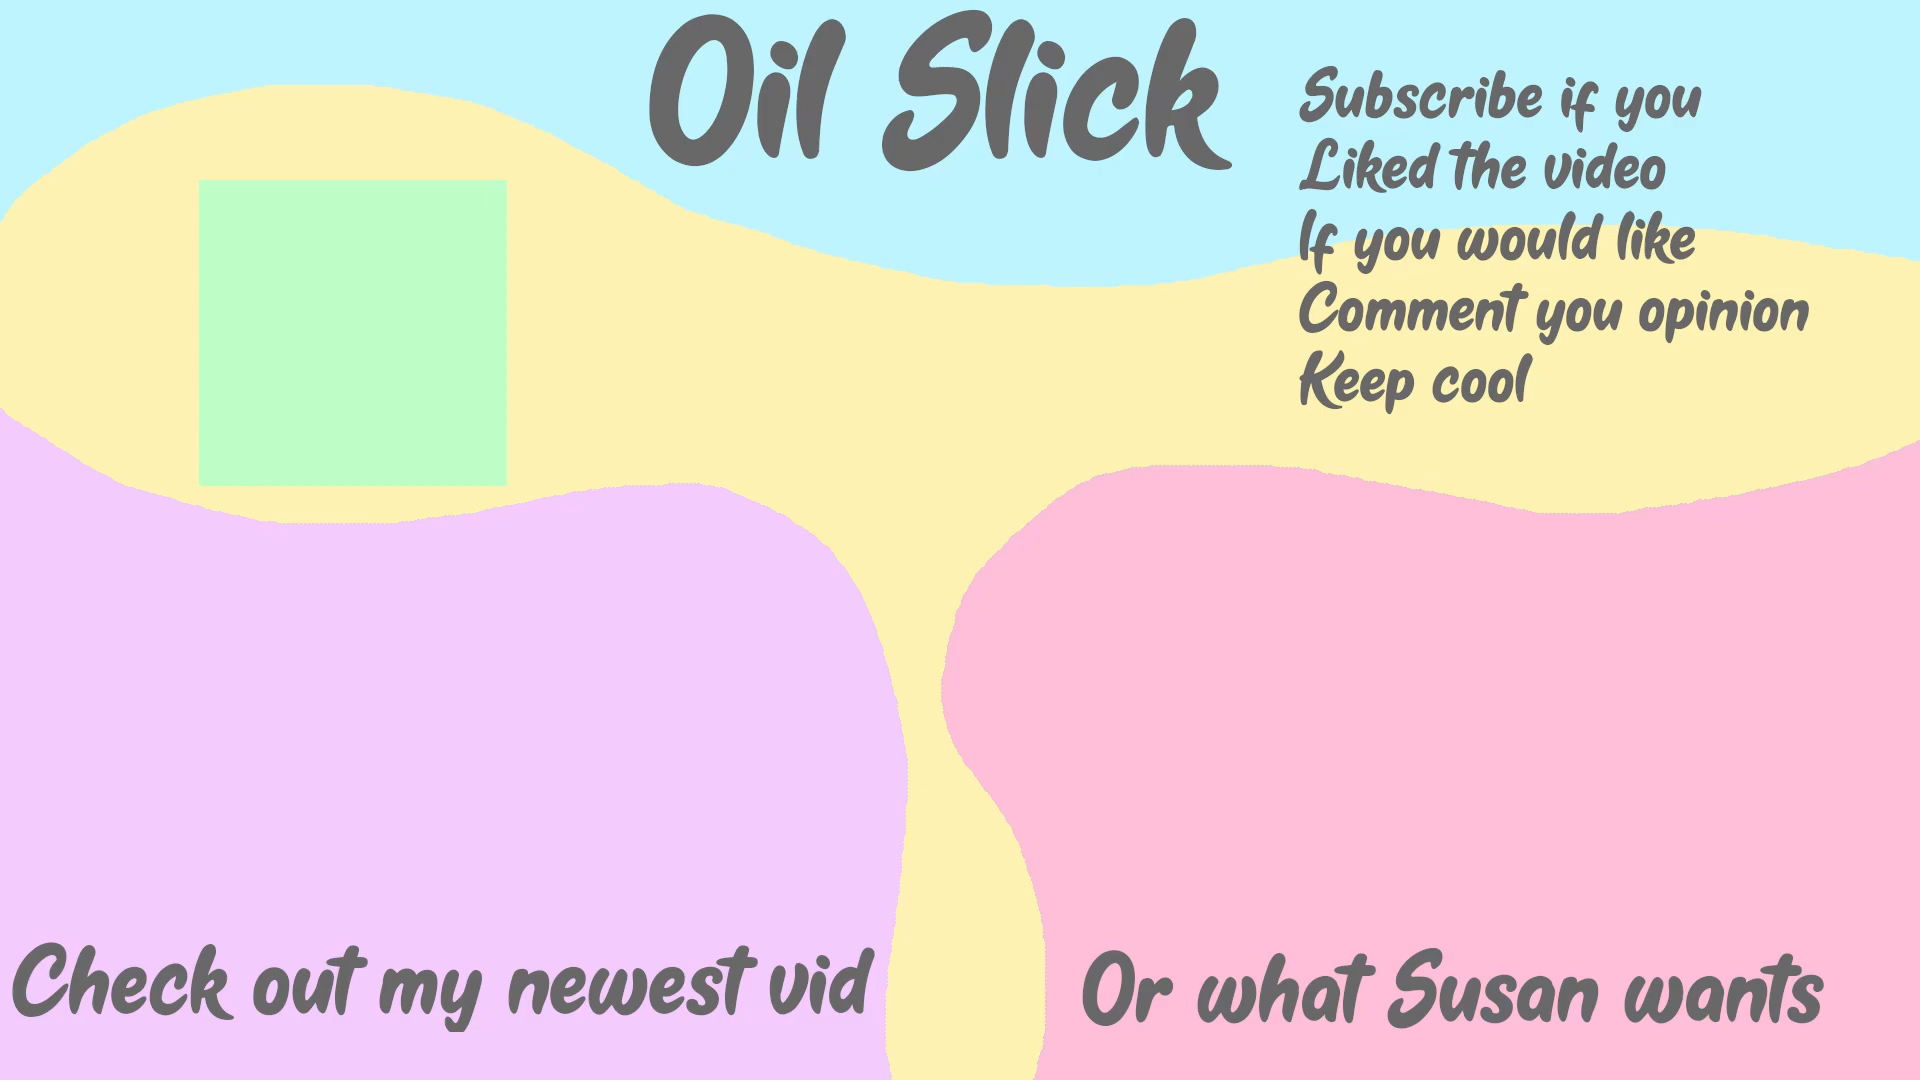 Oil Slick
Subscribe if you
Liked the video
If you would like
Comment you opinion
Keep cool
Check out my newest vid
Or what Susan wants